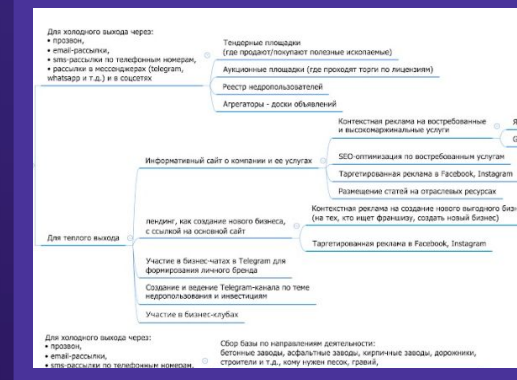 Для холодного выхода через:
• прозвон,
• email-рассылки,
• sms-рассылки по телефонным номерам,
• рассылки в мессенджерах (telegram,
whatsapp и т.д.) и в соцсетях
Тендерные площадки
(где продают/покупают полезные ископаемые)
Аукционные площадки (где проходят торги по лицензиям)
Реестр недропользователей
Агрегаторы - доски объявлений
Для теплого выхода
Информативный сайт о компании и ее услугах
Контекстная реклама на востребованные
и высокомаржинальные услуги
SEO-оптимизация по востребованным услугам
Таргетированная реклама в Facebook, Instagram
Размещение статей на отраслевых ресурсах
лендинг, как создание нового бизнеса,
с ссылкой на основной сайт
Контекстная реклама на создание нового выгодного
(на тех, кто ищет франшизу, создать новый бизнес)
Таргетированная реклама в Facebook, Instagram
Участие в бизнес-чатах в Telegram для
формирования личного бренда
Создание и ведение Telegram-канала по теме
недропользования и инвестициям
Участие в бизнес-клубах
Для холодного выхода через:
• прозвон,
• email-рассылки,
• sms-рассылки по телефонным номерам,
Сбор базы по направлениям деятельности:
бетонные заводы, асфальтные заводы, кирпичные заводы, дорожники,
строители и т.д., кому нужен песок, гравий,